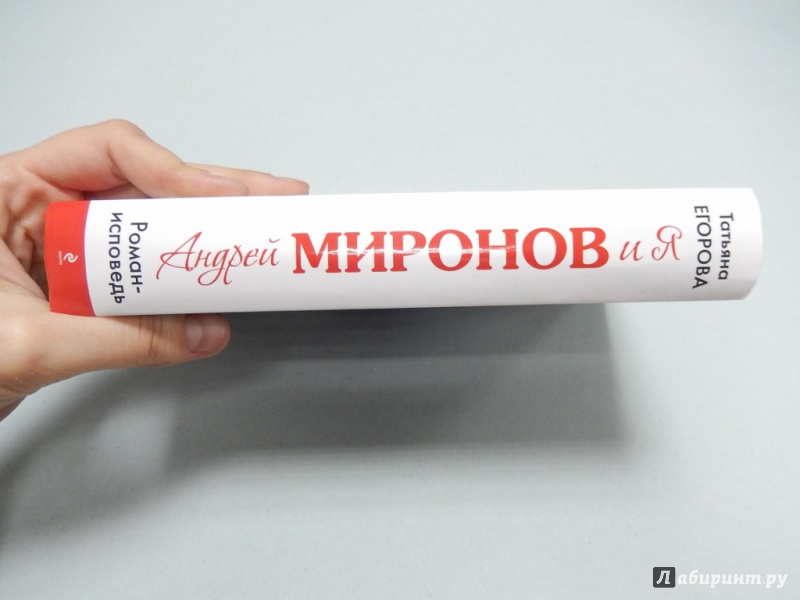 Роман-
исповедь
Андрей МИРОНОВ и Я
Татьяна
ЕГОРОВА
Лабиринт.ру